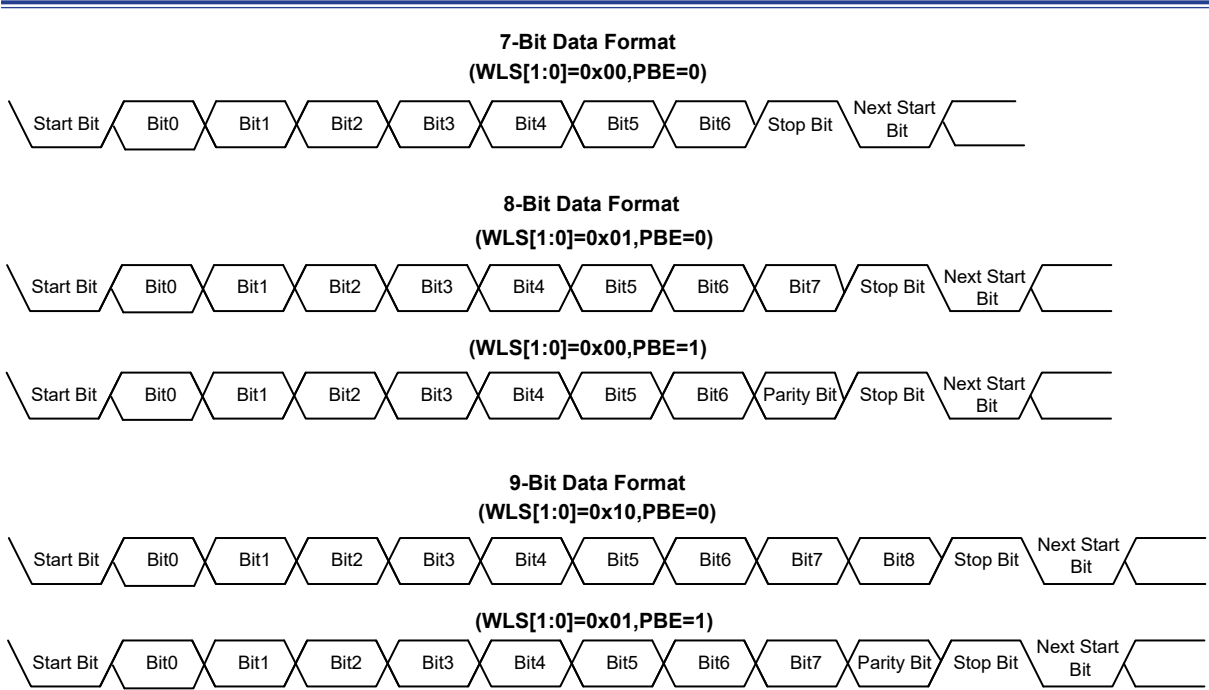 7-Bit Data Format
(WLS[1:0]=0x00,PBE=0)
Start Bit Bit0 Bit1 Bit2 Bit3 Bit4 Bit5 Bit6 Stop Bit Next Start Bit
8-Bit Data Format
(WLS[1:0]=0x01,PBE=0)
Start Bit Bit0 Bit1 Bit2 Bit3 Bit4 Bit5 Bit6 Bit7 Stop Bit Next Start Bit
(WLS[1:0]=0x00,PBE=1)
Start Bit Bit0 Bit1 Bit2 Bit3 Bit4 Bit5 Bit6 Parity Bit Stop Bit Next Start Bit
9-Bit Data Format
(WLS[1:0]=0x10,PBE=0)
Start Bit Bit0 Bit1 Bit2 Bit3 Bit4 Bit5 Bit6 Bit7 Bit8 Stop Bit Next Start Bit
(WLS[1:0]=0x01,PBE=1)
Start Bit Bit0 Bit1 Bit2 Bit3 Bit4 Bit5 Bit6 Bit7 Parity Bit Stop Bit Next Start Bit